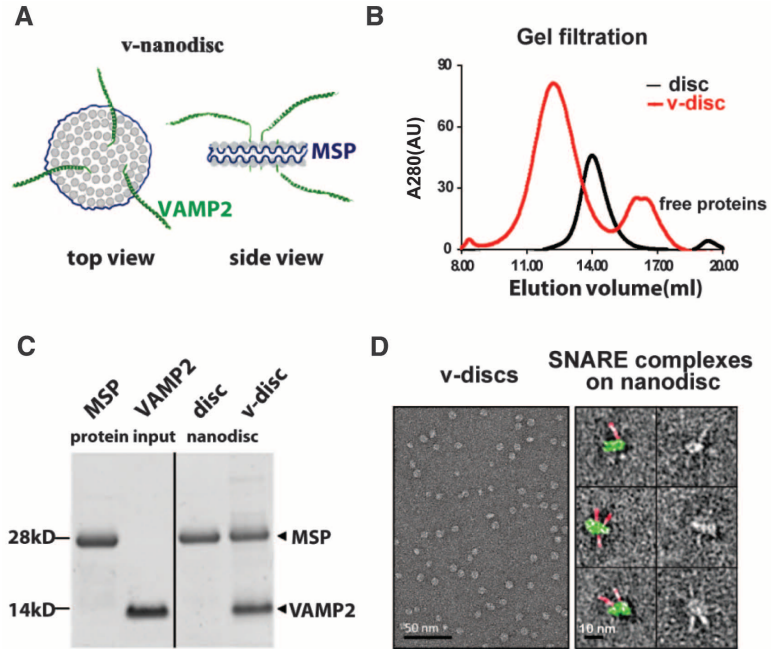 A
v-nanodisc
MSP
VAMP2
top view
side view
B
Gel filtration
90
60
30
0
A280(AU)
disc
v-disc
free proteins
8.00 11.00 14.00 17.00 20.00
Elution volume(ml)
C
MSP
VAMP2
disc
v-disc
protein input
nanodisc
28kD
14kD
MSP
VAMP2
D
v-discs
SNARE complexes
on nanodisc
50 nm
10 nm